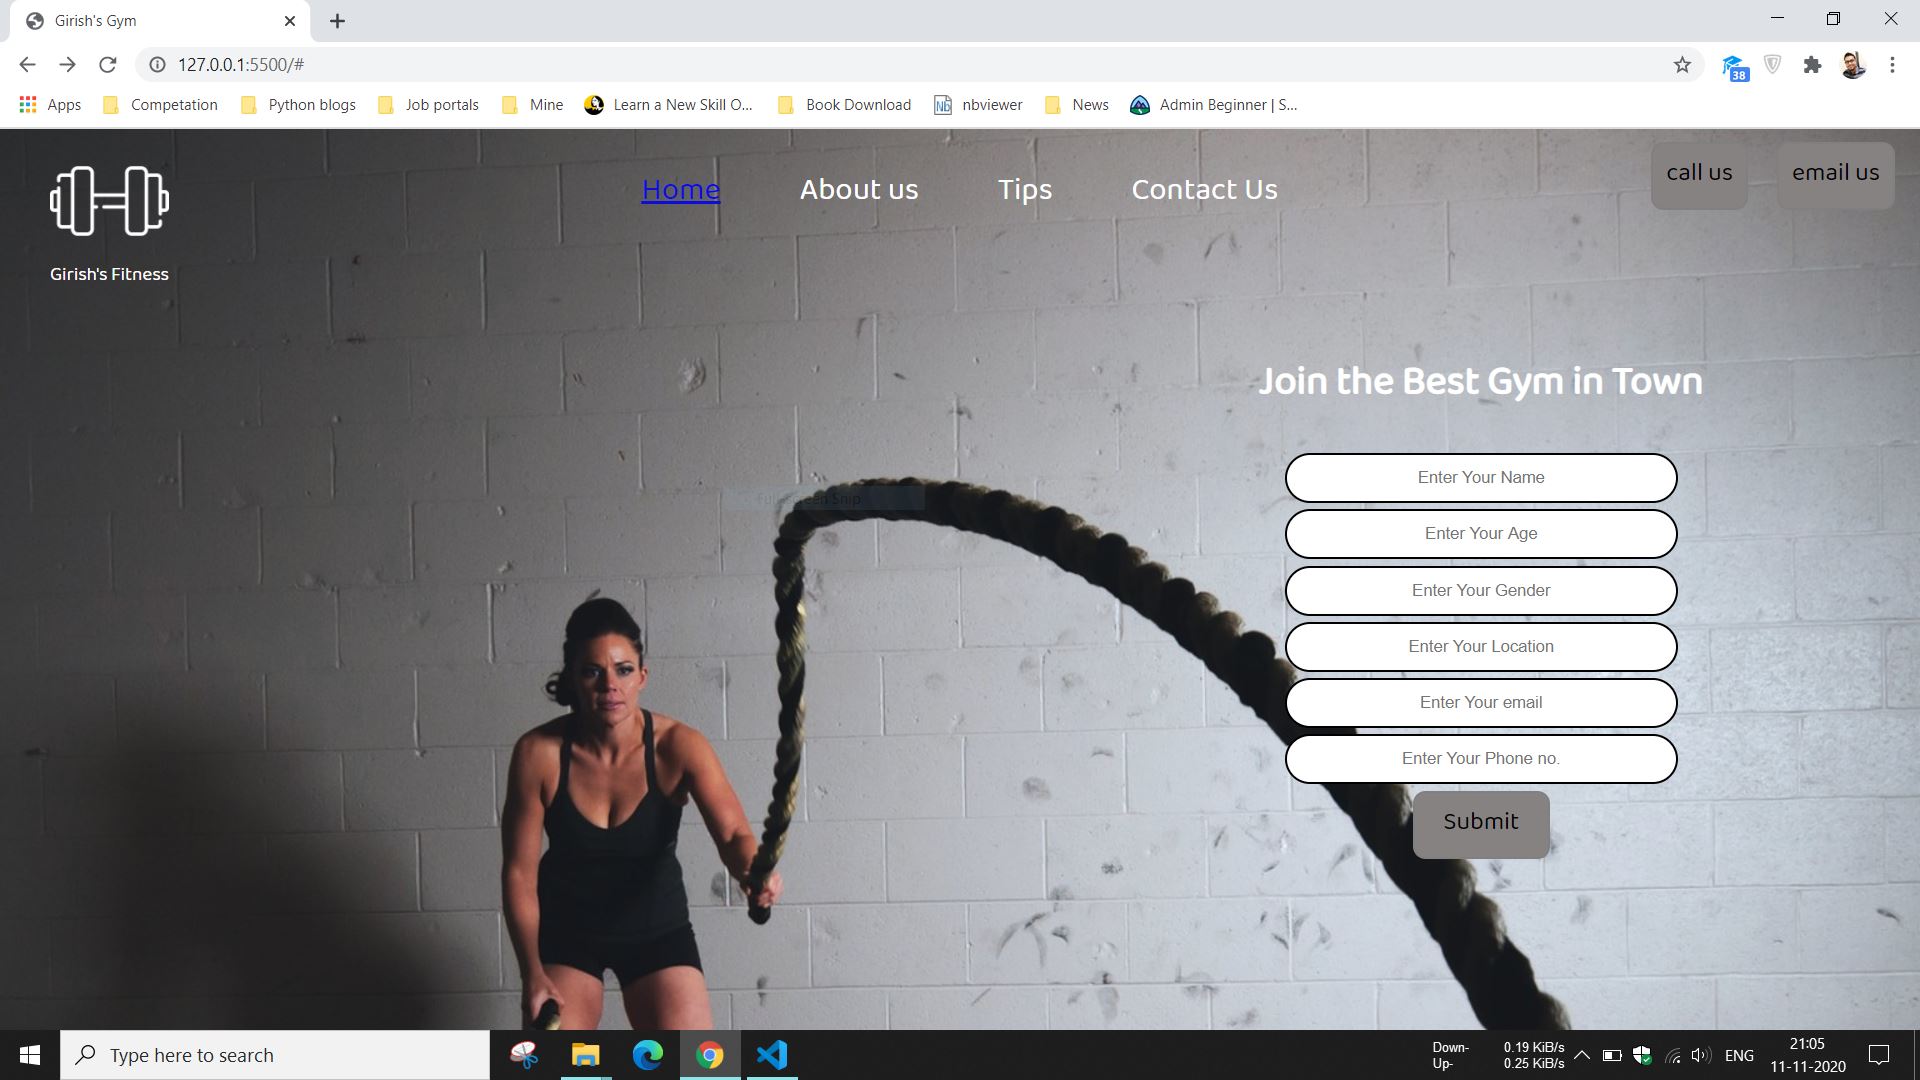 Girish's Gym
127.0.0.1:5500/#
38
Apps
Competation
Python blogs
Job portals
Mine
Learn a New Skill O...
Book Download
nbviewer
News
Admin Beginner | S...
Home
About us
Tips
Contact Us
call us
email us
Girish's Fitness
Join the Best Gym in Town
Enter Your Name
Full-screen Snip
Enter Your Age
Enter Your Gender
Enter Your Location
Enter Your email
Enter Your Phone no.
Submit
Type here to search
Down- 0.19 KiB/s
Up- 0.25 KiB/s
ENG
21:05
11-11-2020